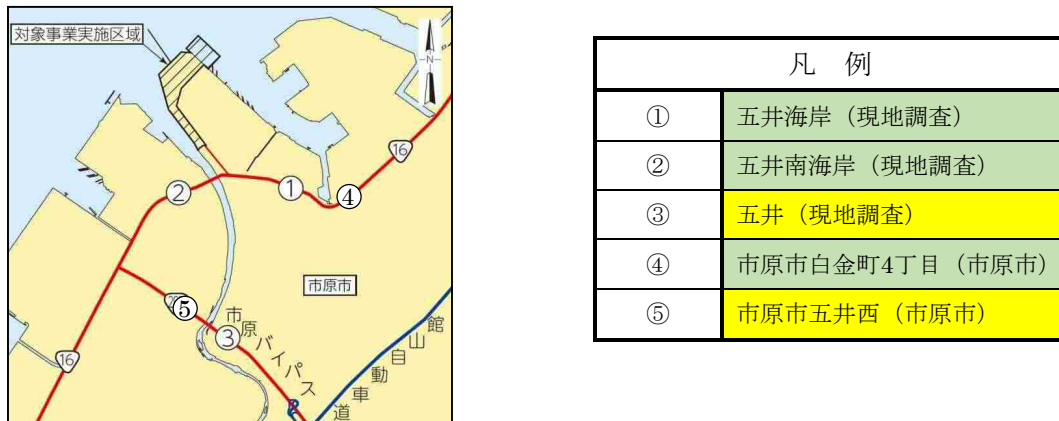 対象事業実施区域
N
16
② ① ④
市原市
⑤
③
市原バイパス
館山自動車道
16
凡 例
① 五井海岸(現地調査)
② 五井南海岸(現地調査)
③ 五井(現地調査)
④ 市原市白金町4丁目(市原市)
⑤ 市原市五井西(市原市)